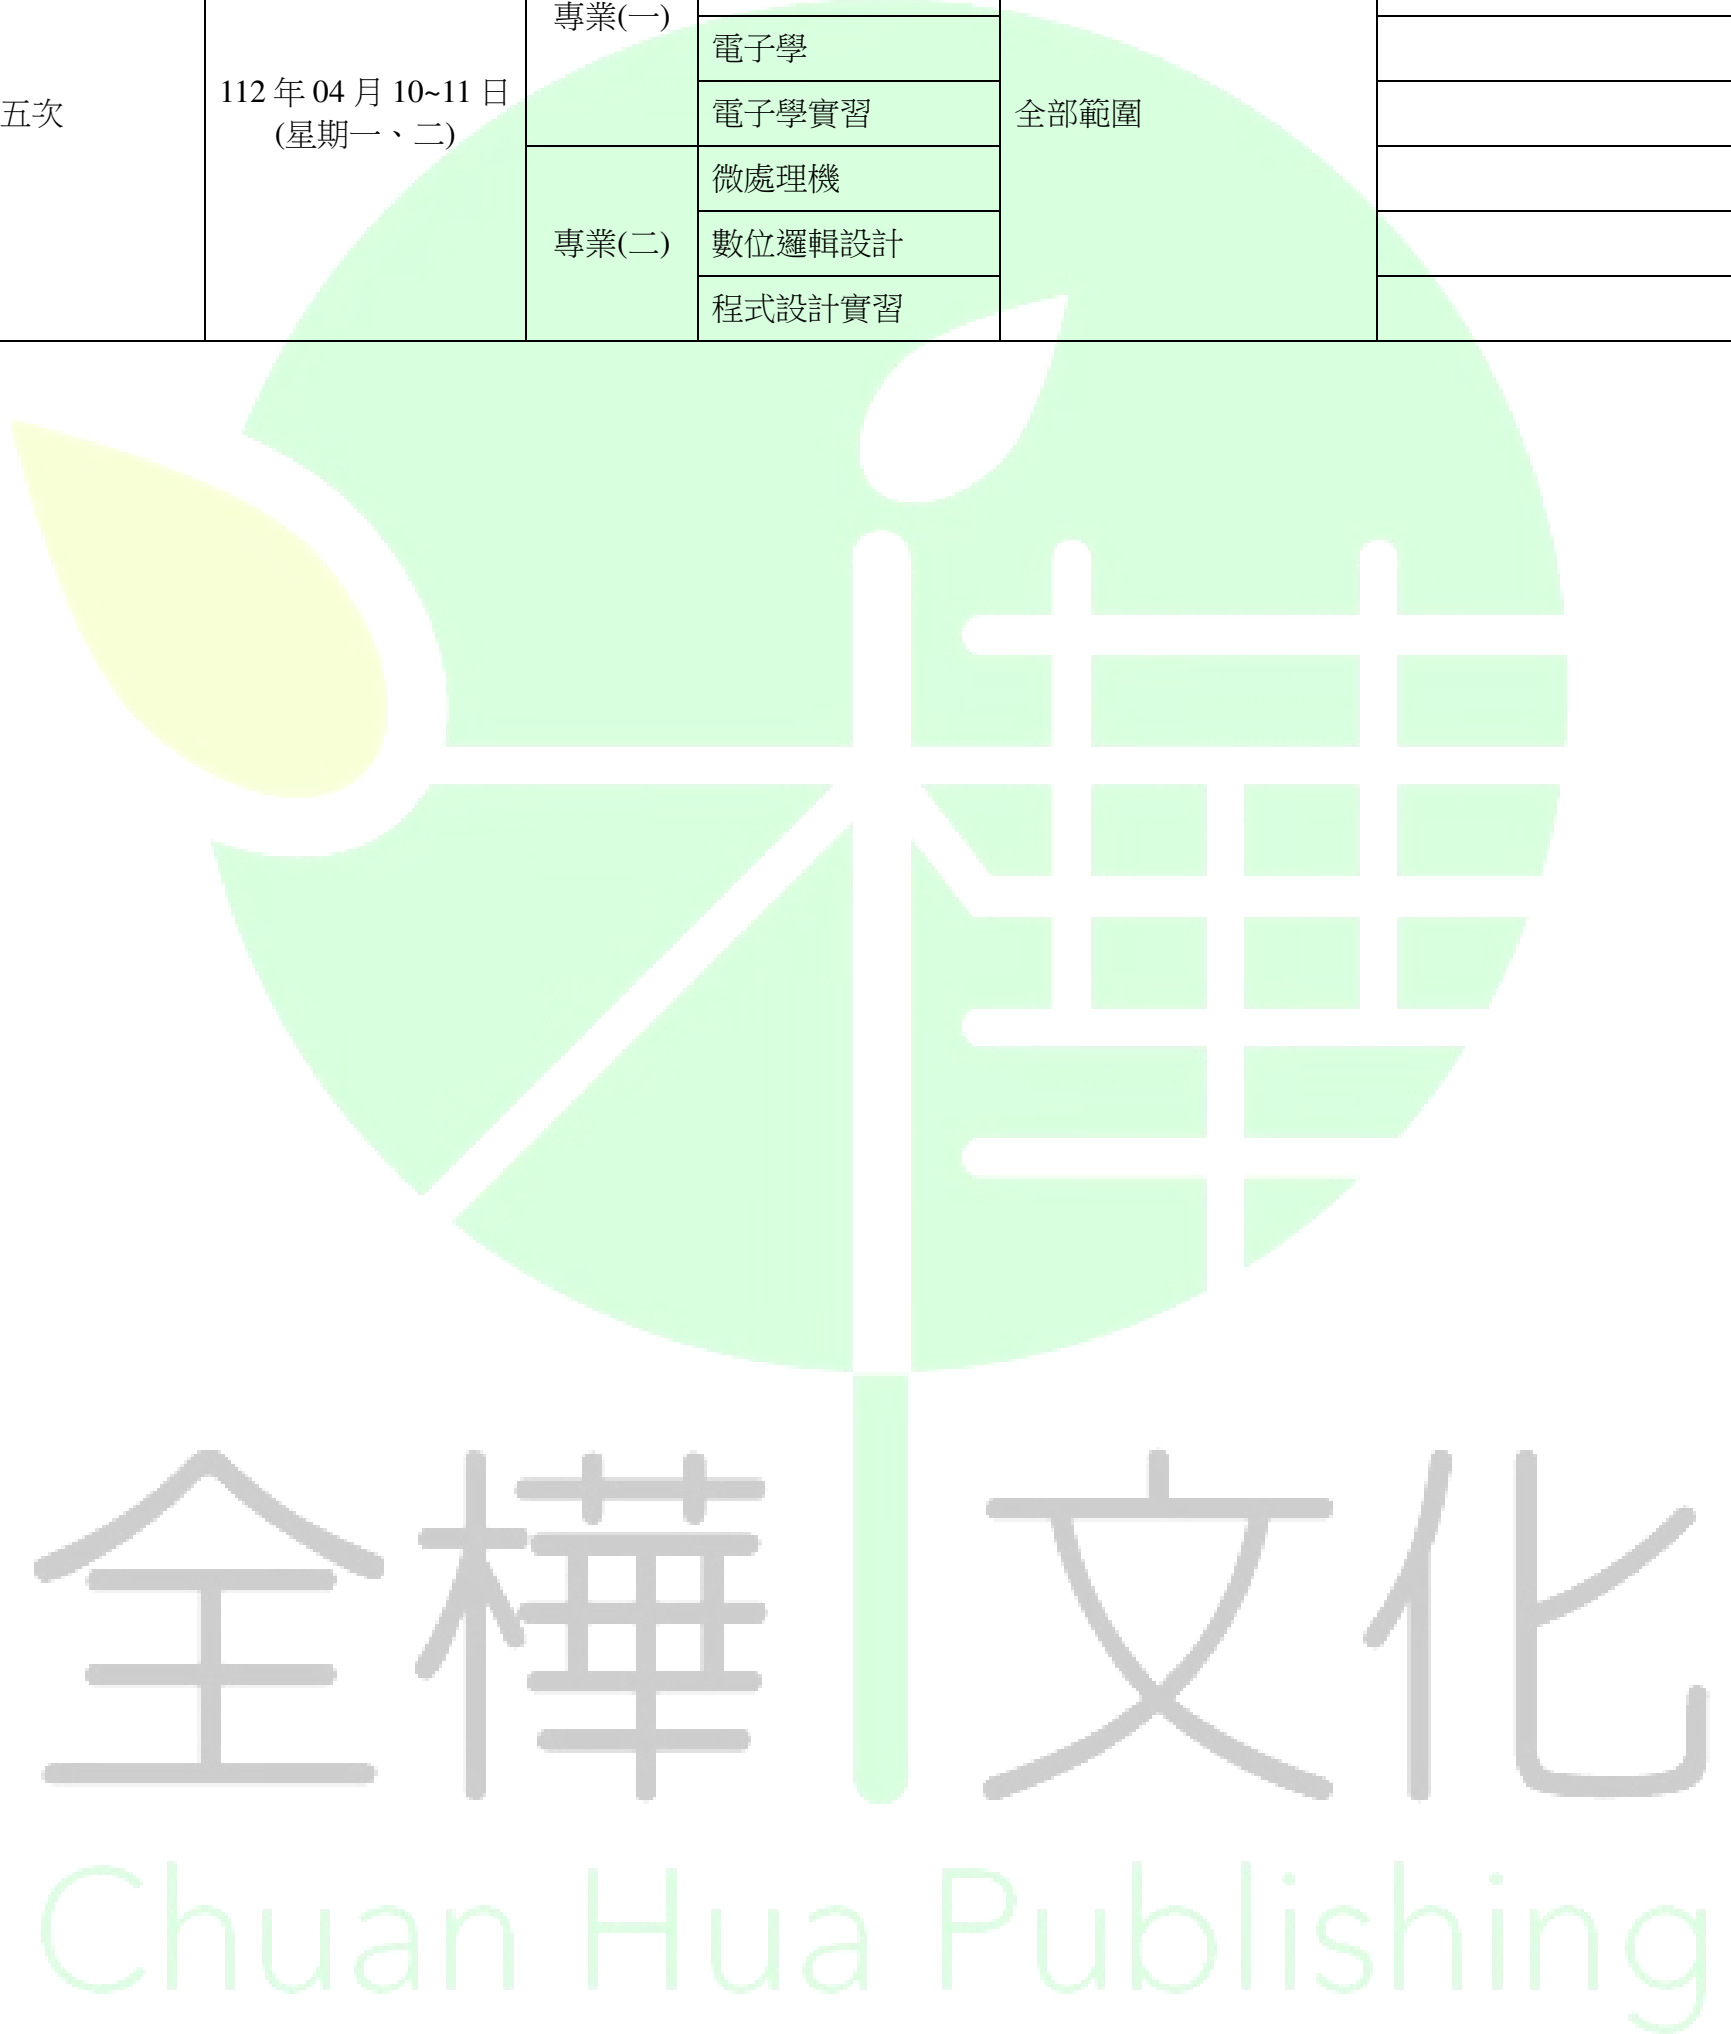 專業(一)
電子學
五次
112 年 04 月 10~11 日
(星期一、二)
電子學實習
全部範圍
微處理機
專業(二)
數位邏輯設計
程式設計實習
全樺文化
Chuan Hua Publishing